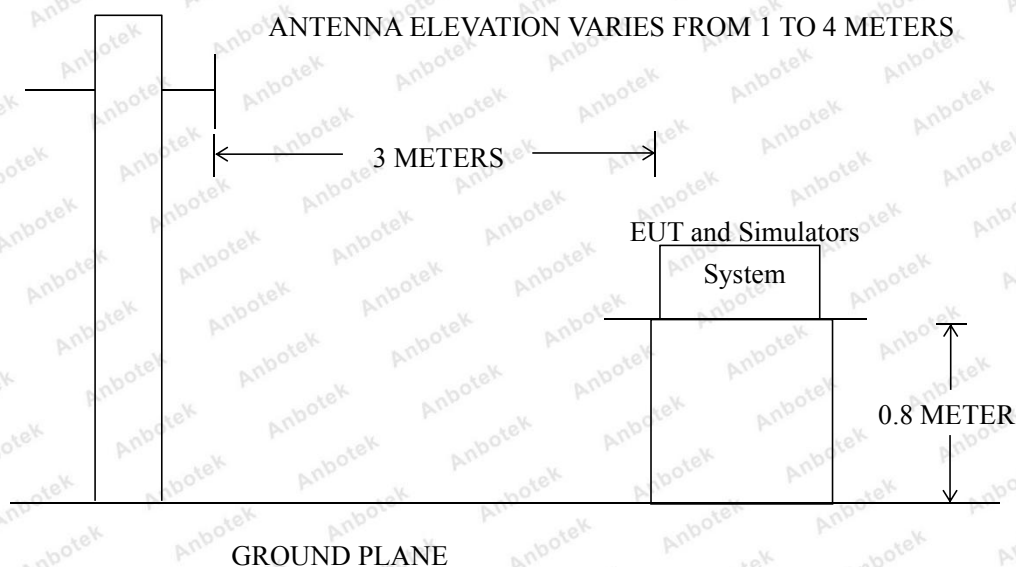 ANTENNA ELEVATION VARIES FROM 1 TO 4 METERS
3 METERS
EUT and Simulators
System
0.8 METER
GROUND PLANE
Anbotek